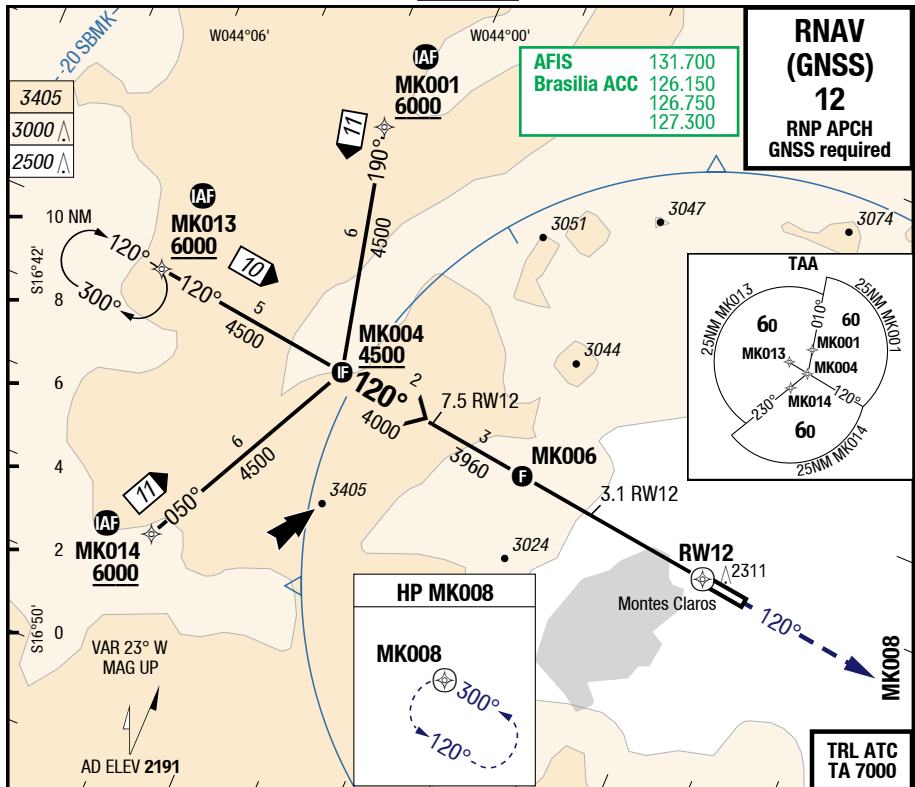 20 SBMK
W044°06'
W044°00'
IAF
MK001
6000
AFIS 131.700
Brasilia ACC 126.150
126.750
127.300
RNAV
(GNSS)
12
RNP APCH
GNSS required
3405
3000
2500
11
190°
6
4500
IAF
MK013
6000
10 NM
120°
300°
120°
10
5
4500
S16°42'
8
6
4
2
0
S16°50'
3051
3047
3074
3044
TAA
25NM MK013
25NM MK001
25NM MK014
60
60
60
010°
120°
230°
MK001
MK013
MK004
MK014
MK004
4500
IF
120°
2
4000
7.5 RW12
3
3960
MK006
F
3.1 RW12
6
4500
050°
11
IAF
MK014
6000
3405
3024
RW12
2311
Montes Claros
120°
MK008
HP MK008
MK008
300°
120°
VAR 23° W
MAG UP
AD ELEV 2191
TRL ATC
TA 7000